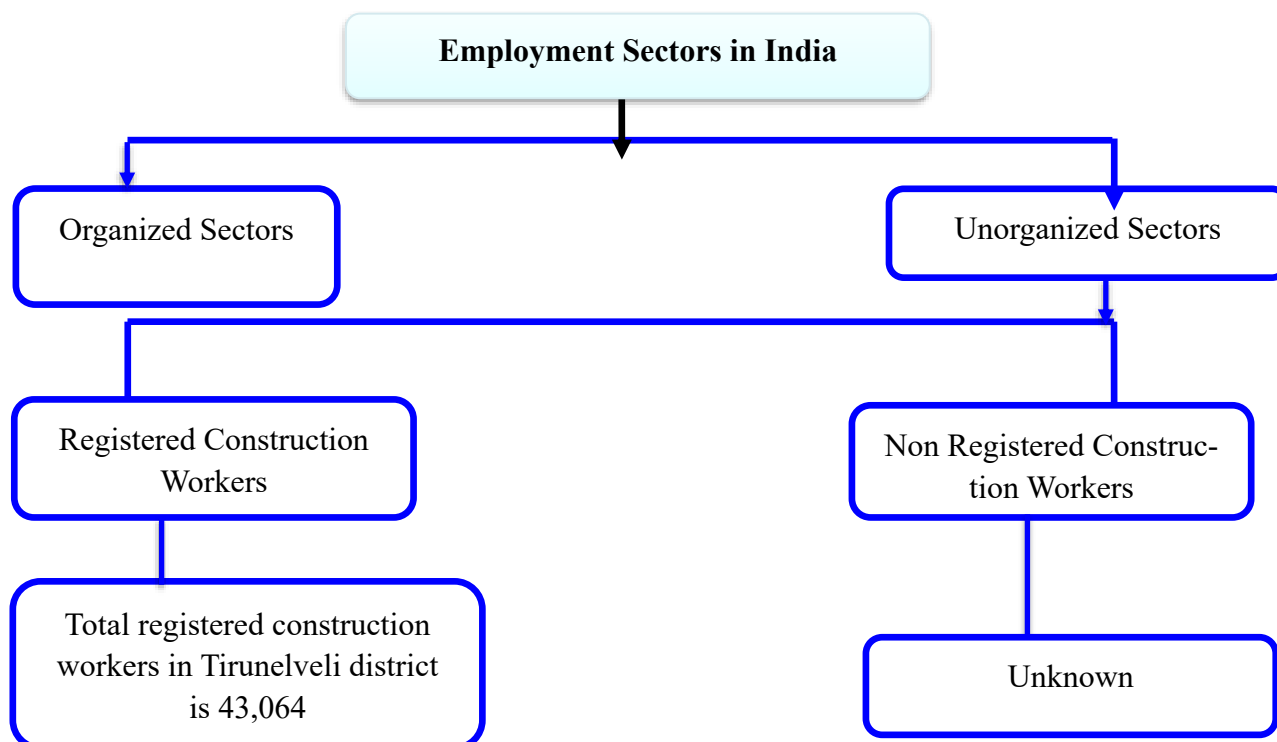 Employment Sectors in India
Organized Sectors
Unorganized Sectors
Registered Construction
Workers
Non Registered Construc-
tion Workers
Total registered construction
workers in Tirunelveli district
is 43,064
Unknown